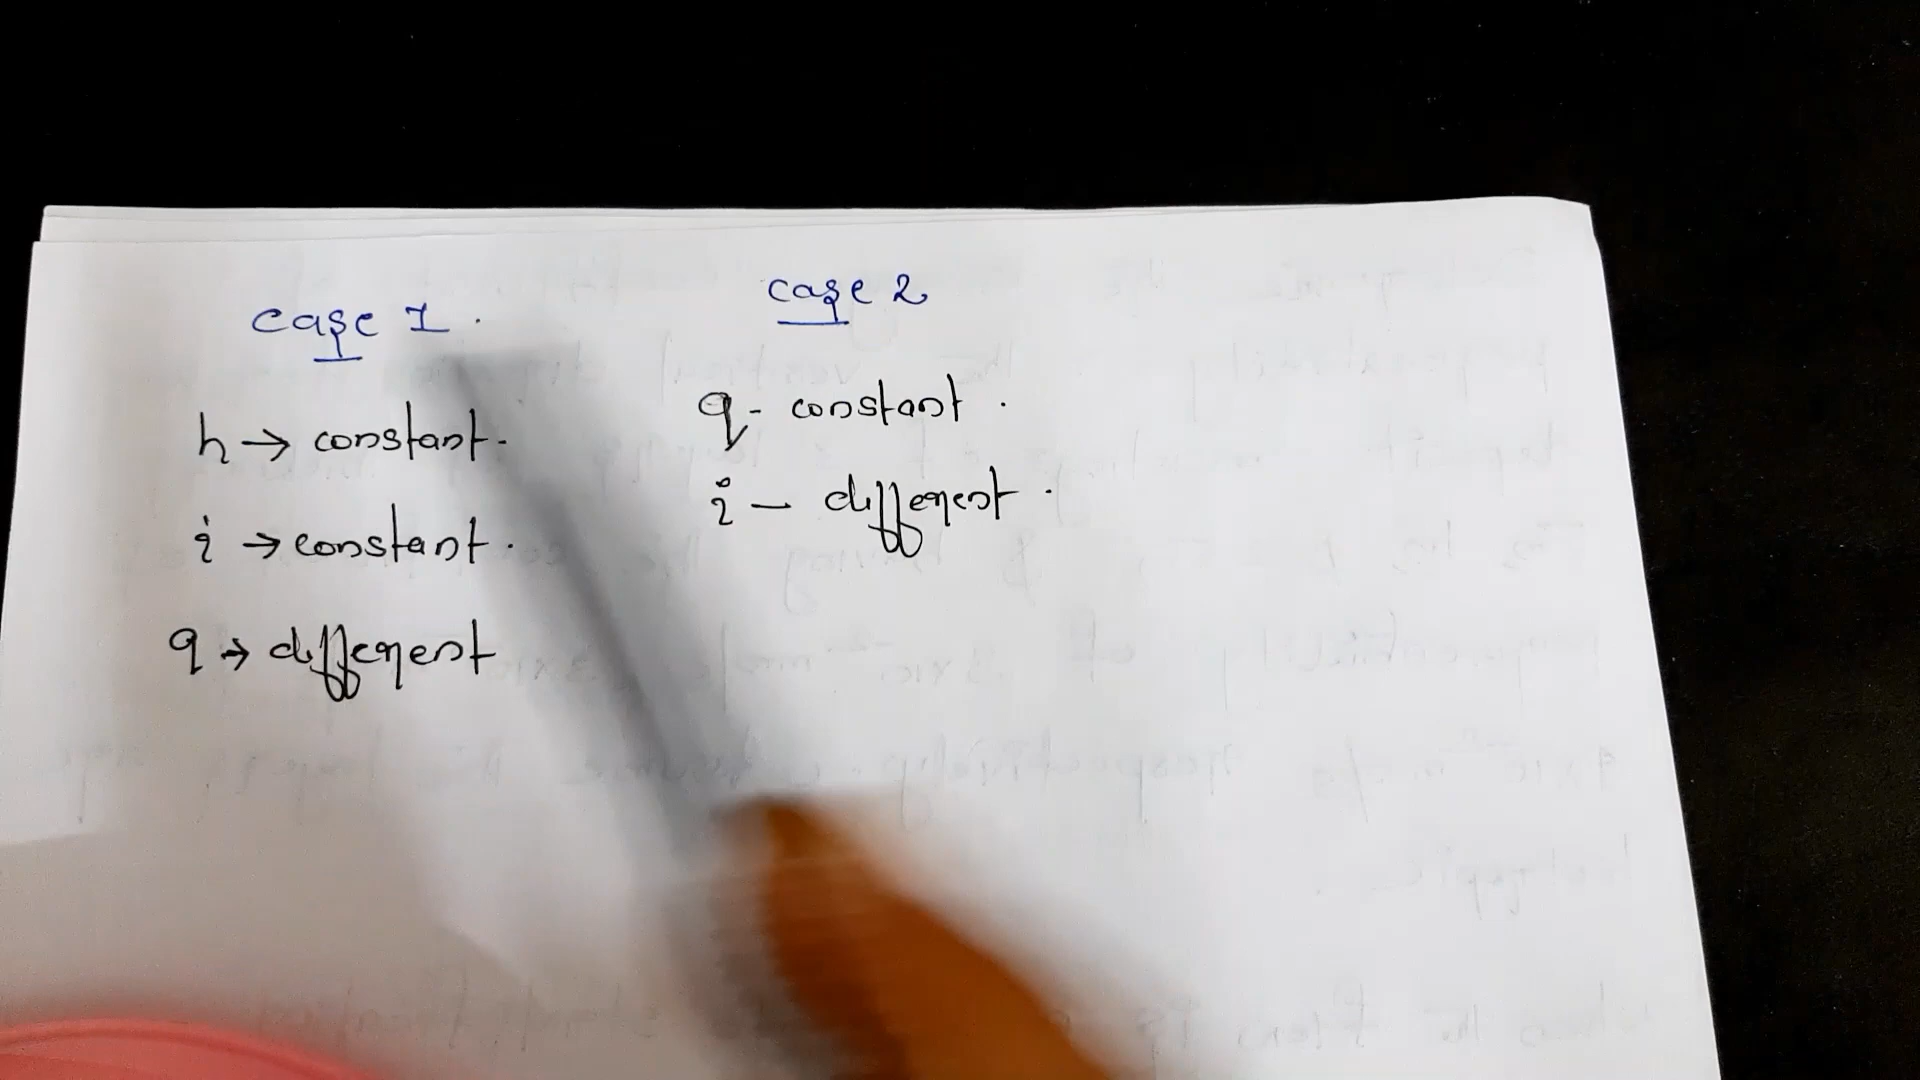 case 1.
h → constant.
i → constant.
q → different
case 2
q - constant.
i - different.